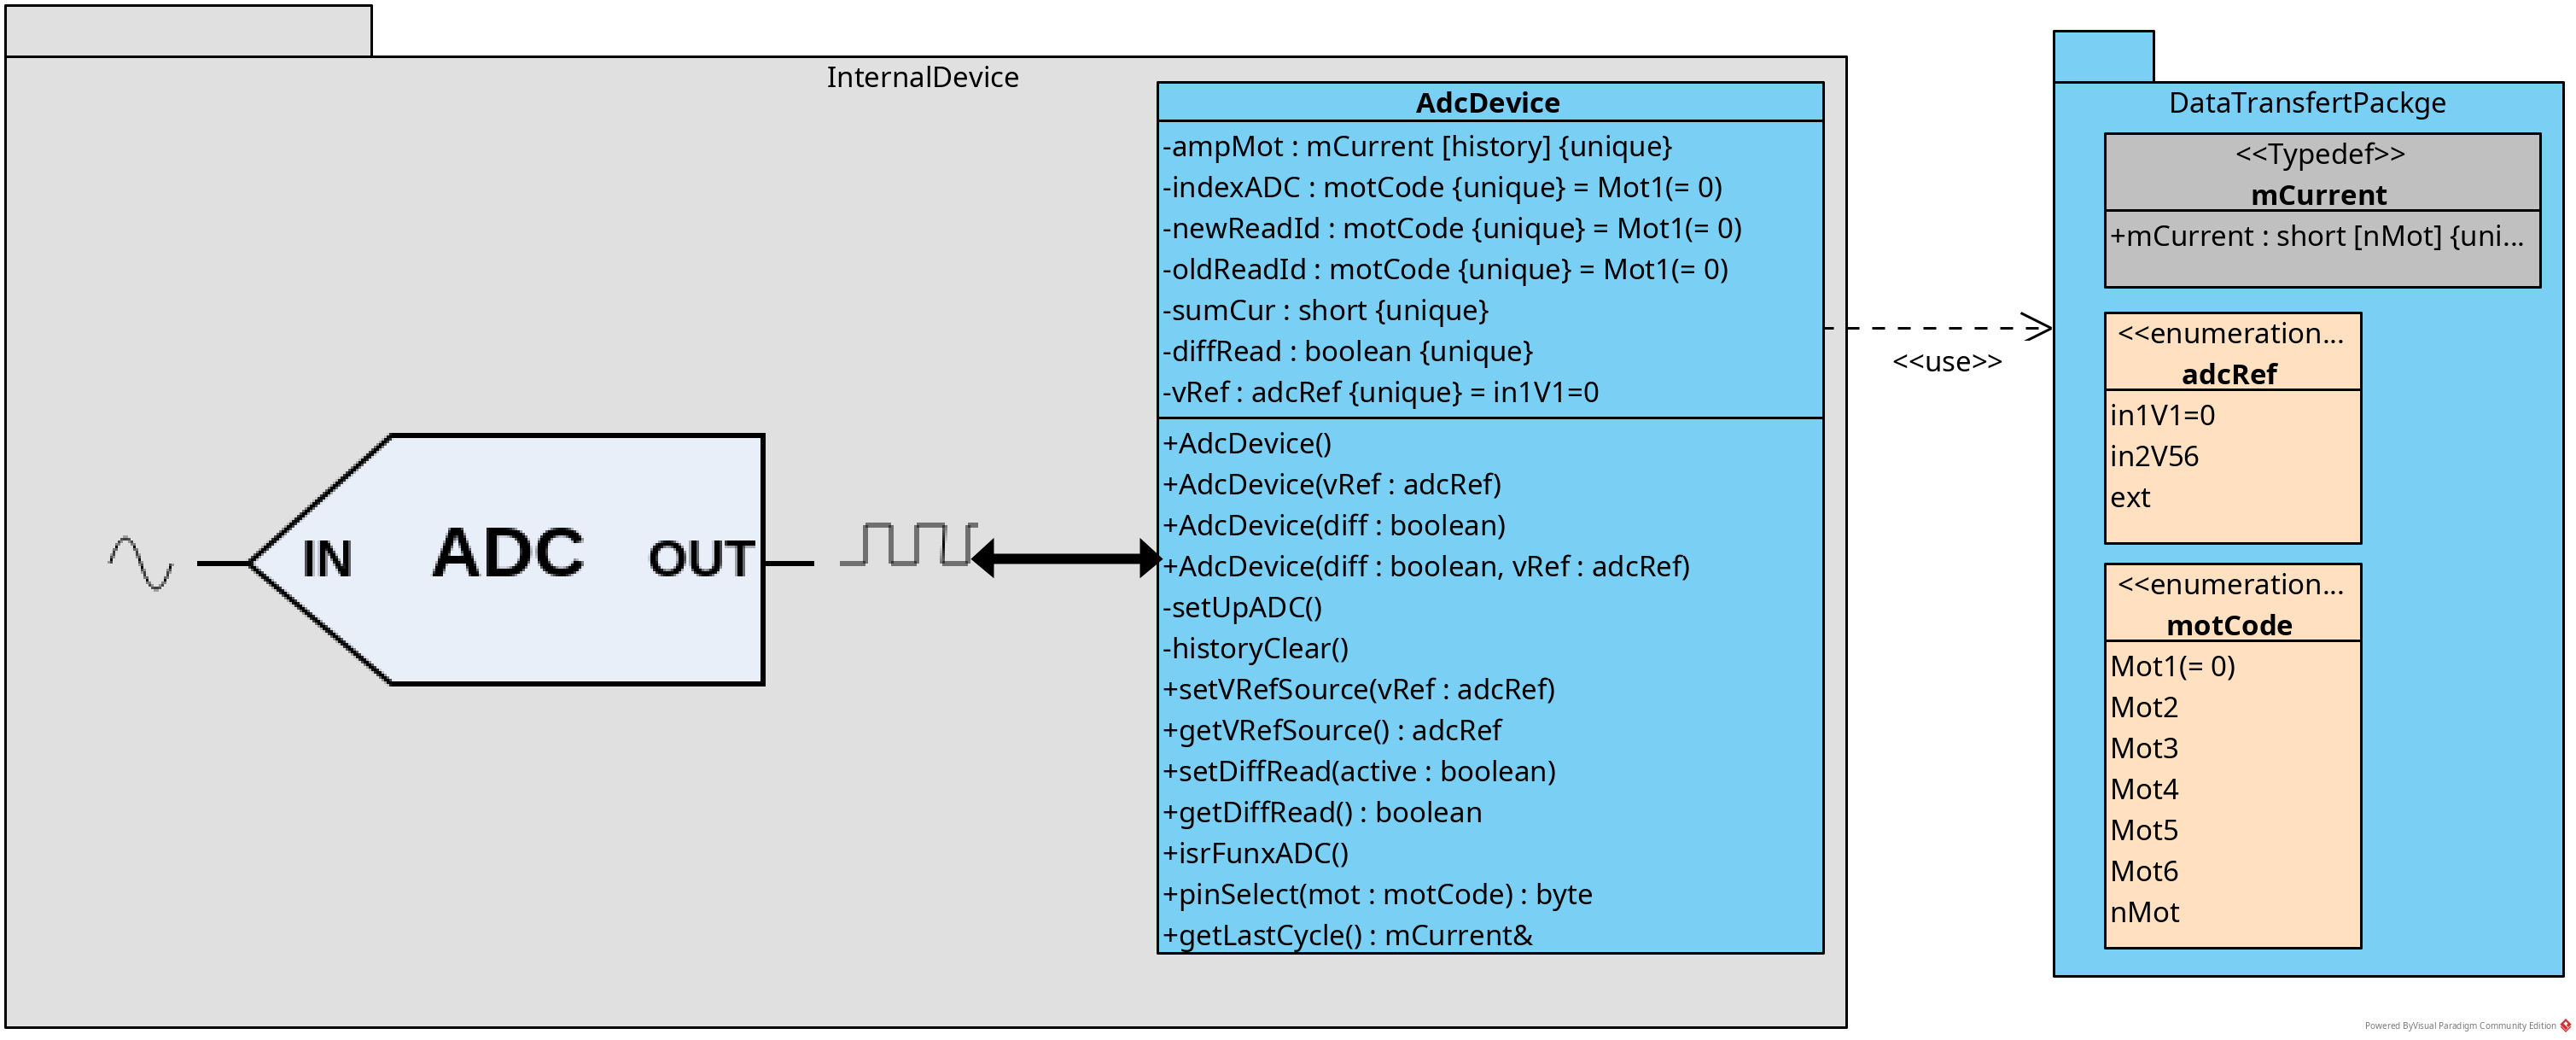 InternalDevice
IN
ADC
OUT
AdcDevice
-ampMot : mCurrent [history] {unique}
-indexADC : motCode {unique} = Mot1(= 0)
-newReadId : motCode {unique} = Mot1(= 0)
-oldReadId : motCode {unique} = Mot1(= 0)
-sumCur : short {unique}
-diffRead : boolean {unique}
-vRef : adcRef {unique} = in1V1=0
+AdcDevice()
+AdcDevice(vRef : adcRef)
+AdcDevice(diff : boolean)
+AdcDevice(diff : boolean, vRef : adcRef)
-setUpADC()
-historyClear()
+setVRefSource(vRef : adcRef)
+getVRefSource() : adcRef
+setDiffRead(active : boolean)
+getDiffRead() : boolean
+isrFunxADC()
+pinSelect(mot : motCode) : byte
+getLastCycle() : mCurrent&
<<use>>
DataTransfertPackge
<<Typedef>>
mCurrent
+mCurrent : short [nMot] {uni...
<<enumeration...
adcRef
in1V1=0
in2V56
ext
<<enumeration...
motCode
Mot1(= 0)
Mot2
Mot3
Mot4
Mot5
Mot6
nMot
Powered ByVisual Paradigm Community Edition